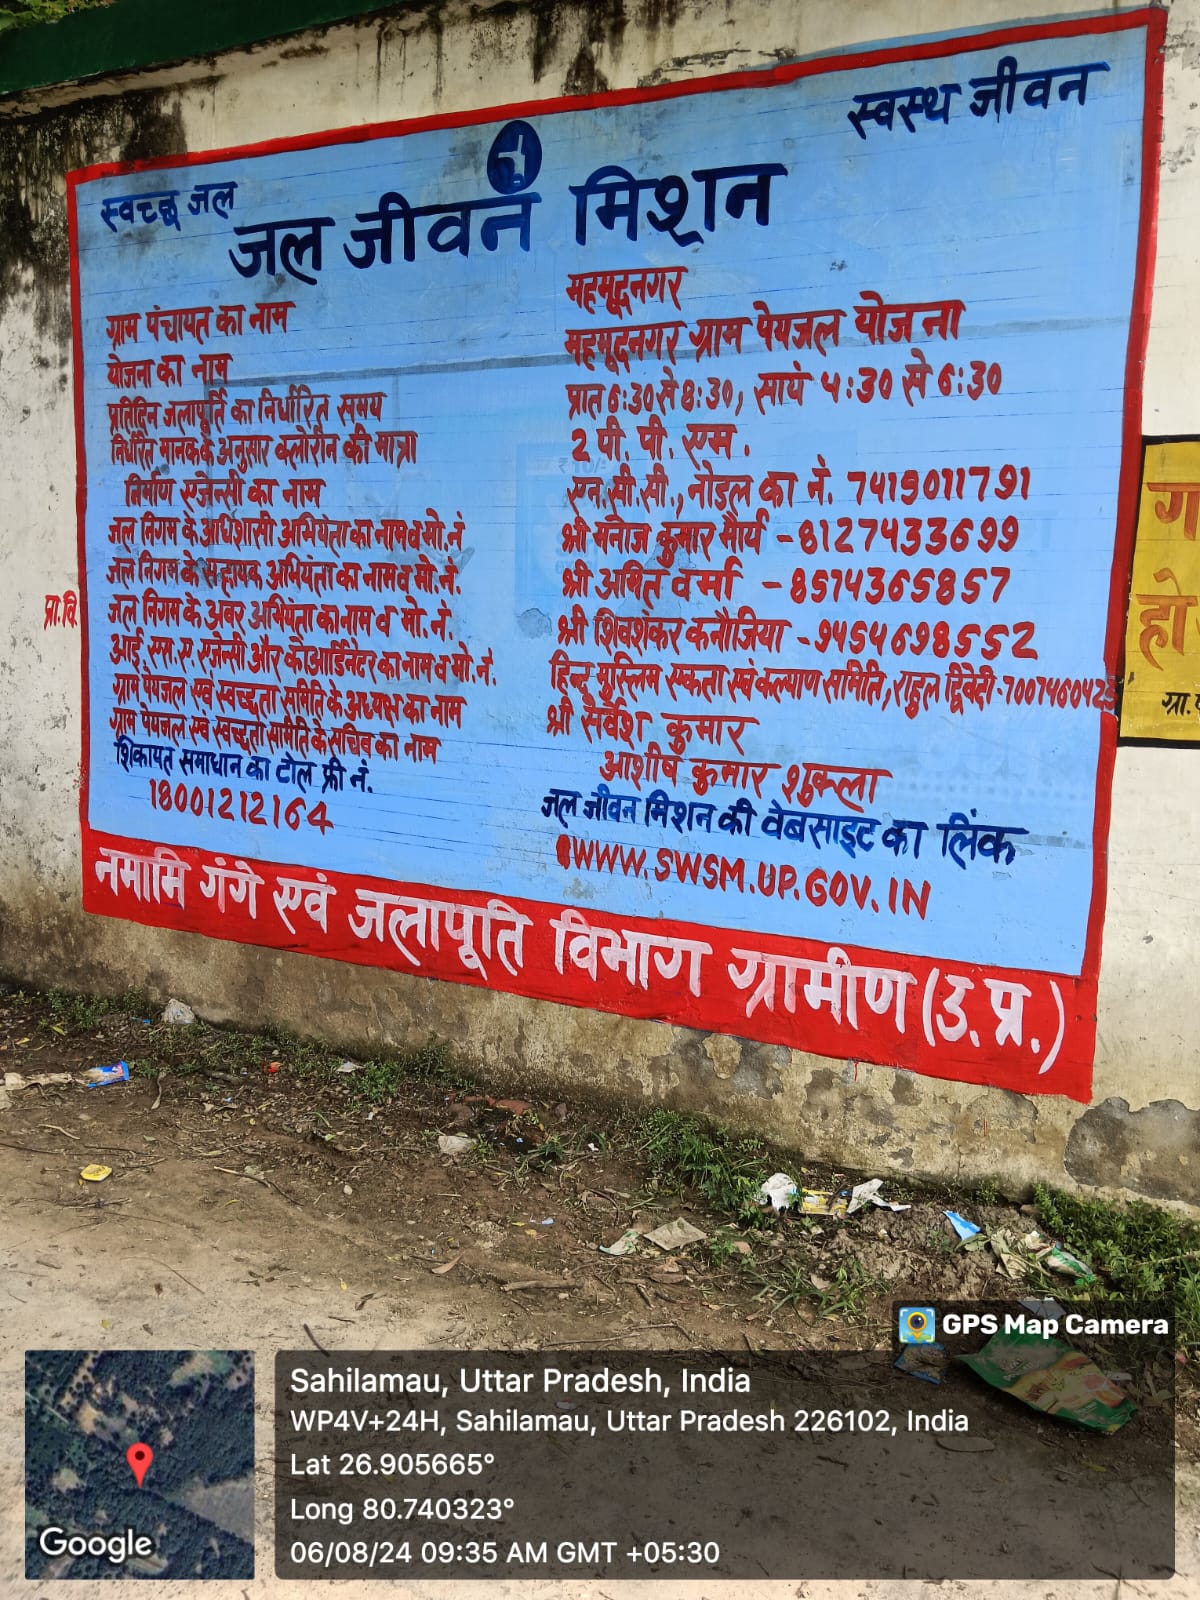 स्वच्छ जल
स्वस्थ जीवन
जल जीवन मिशन
ग्राम पंचायत का नाम महमूदनगर
योजना का नाम महमूदनगर ग्राम पेयजल योजना
प्रतिदिन जलापूर्ति का निर्धारित समय प्रात 6:30 से 8:30, सायं 4:30 से 6:30
निर्धारित मानक के अनुसार क्लोरीन की मात्रा 2 पी. पी. एम.
निर्माण एजेन्सी का नाम एन.सी.सी., नोडल का नं. 7419011791
जल निगम के अधिशासी अभियंता का नाम व मो.नं श्री मनोज कुमार मौर्य - 8127433699
जल निगम के सहायक अभियंता का नाम व मो.नं. श्री अमित वर्मा - 8574365857
जल निगम के अवर अभियंता का नाम व मो.नं. श्री शिवशंकर कनौजिया - 9454698552
आई.एस.ए. एजेन्सी और कोआर्डिनेटर का नाम व मो.नं. हिन्दू मुस्लिम एकता एवं कल्याण समिति, राहुल द्विवेदी -
ग्राम पेयजल एवं स्वच्छता समिति के अध्यक्ष का नाम श्री सर्वेश कुमार
ग्राम पेयजल एवं स्वच्छता समिति के सचिव का नाम आशीष कुमार शुक्ला
शिकायत समाधान का टोल फ्री नं. जल जीवन मिशन की वेबसाइट का लिंक
18001212164 WWW.SWSM.UP.GOV.IN
नमामि गंगे एवं जलापूति विभाग ग्रामीण (उ.प्र.)
प्रा.वि.
ग
हो
ग्रा.
GPS Map Camera
Sahilamau, Uttar Pradesh, India
WP4V+24H, Sahilamau, Uttar Pradesh 226102, India
Lat 26.905665°
Long 80.740323°
06/08/24 09:35 AM GMT +05:30
Google